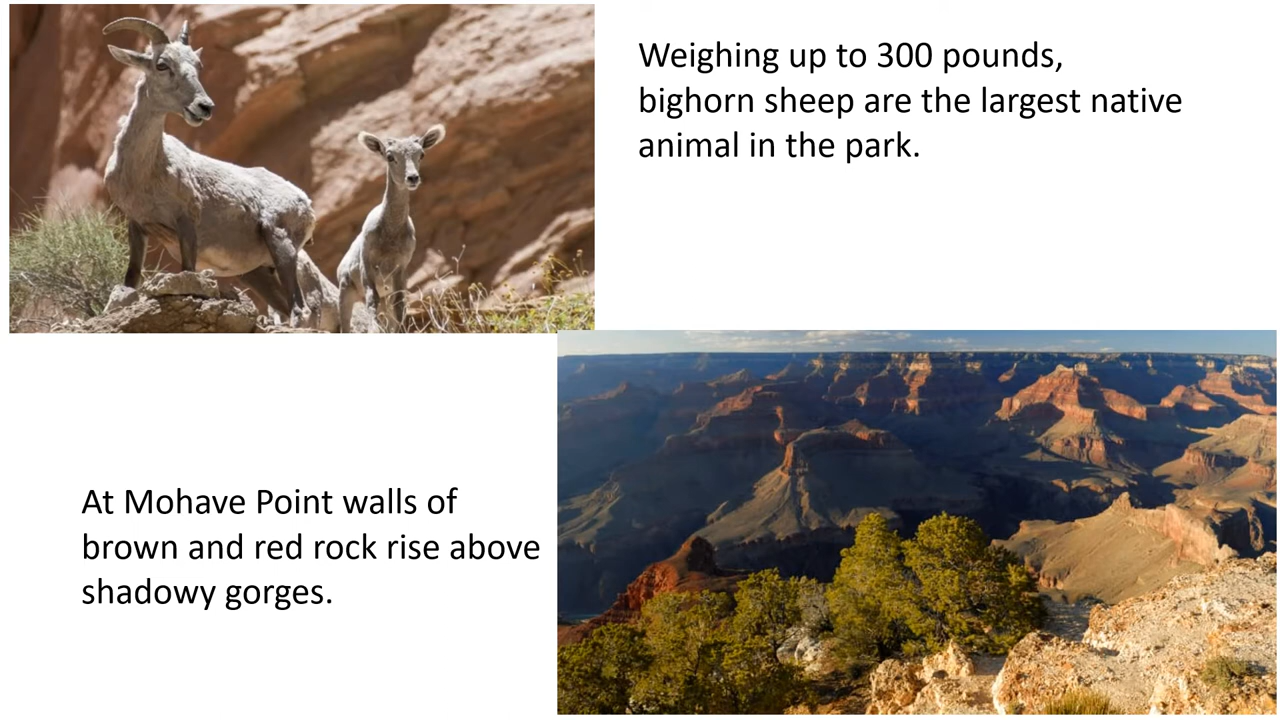 Weighing up to 300 pounds,
bighorn sheep are the largest native
animal in the park.
At Mohave Point walls of
brown and red rock rise above
shadowy gorges.